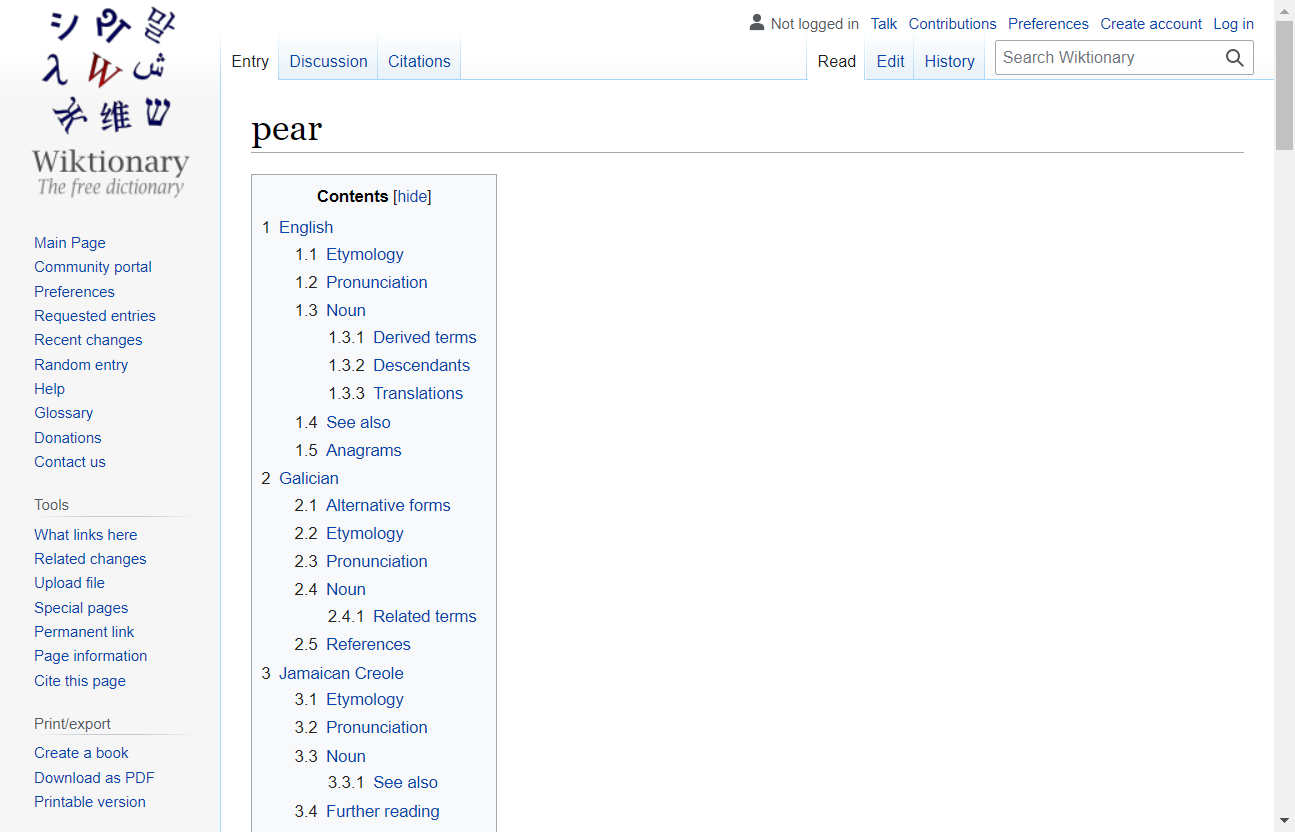 Wiktionary
The free dictionary
Not logged in Talk Contributions Preferences Create account Log in
Entry Discussion Citations Read Edit History Search Wiktionary
pear
Contents [hide]
1 English
1.1 Etymology
1.2 Pronunciation
1.3 Noun
1.3.1 Derived terms
1.3.2 Descendants
1.3.3 Translations
1.4 See also
1.5 Anagrams
2 Galician
2.1 Alternative forms
2.2 Etymology
2.3 Pronunciation
2.4 Noun
2.4.1 Related terms
2.5 References
3 Jamaican Creole
3.1 Etymology
3.2 Pronunciation
3.3 Noun
3.3.1 See also
3.4 Further reading
Main Page
Community portal
Preferences
Requested entries
Recent changes
Random entry
Help
Glossary
Donations
Contact us
Tools
What links here
Related changes
Upload file
Special pages
Permanent link
Page information
Cite this page
Print/export
Create a book
Download as PDF
Printable version